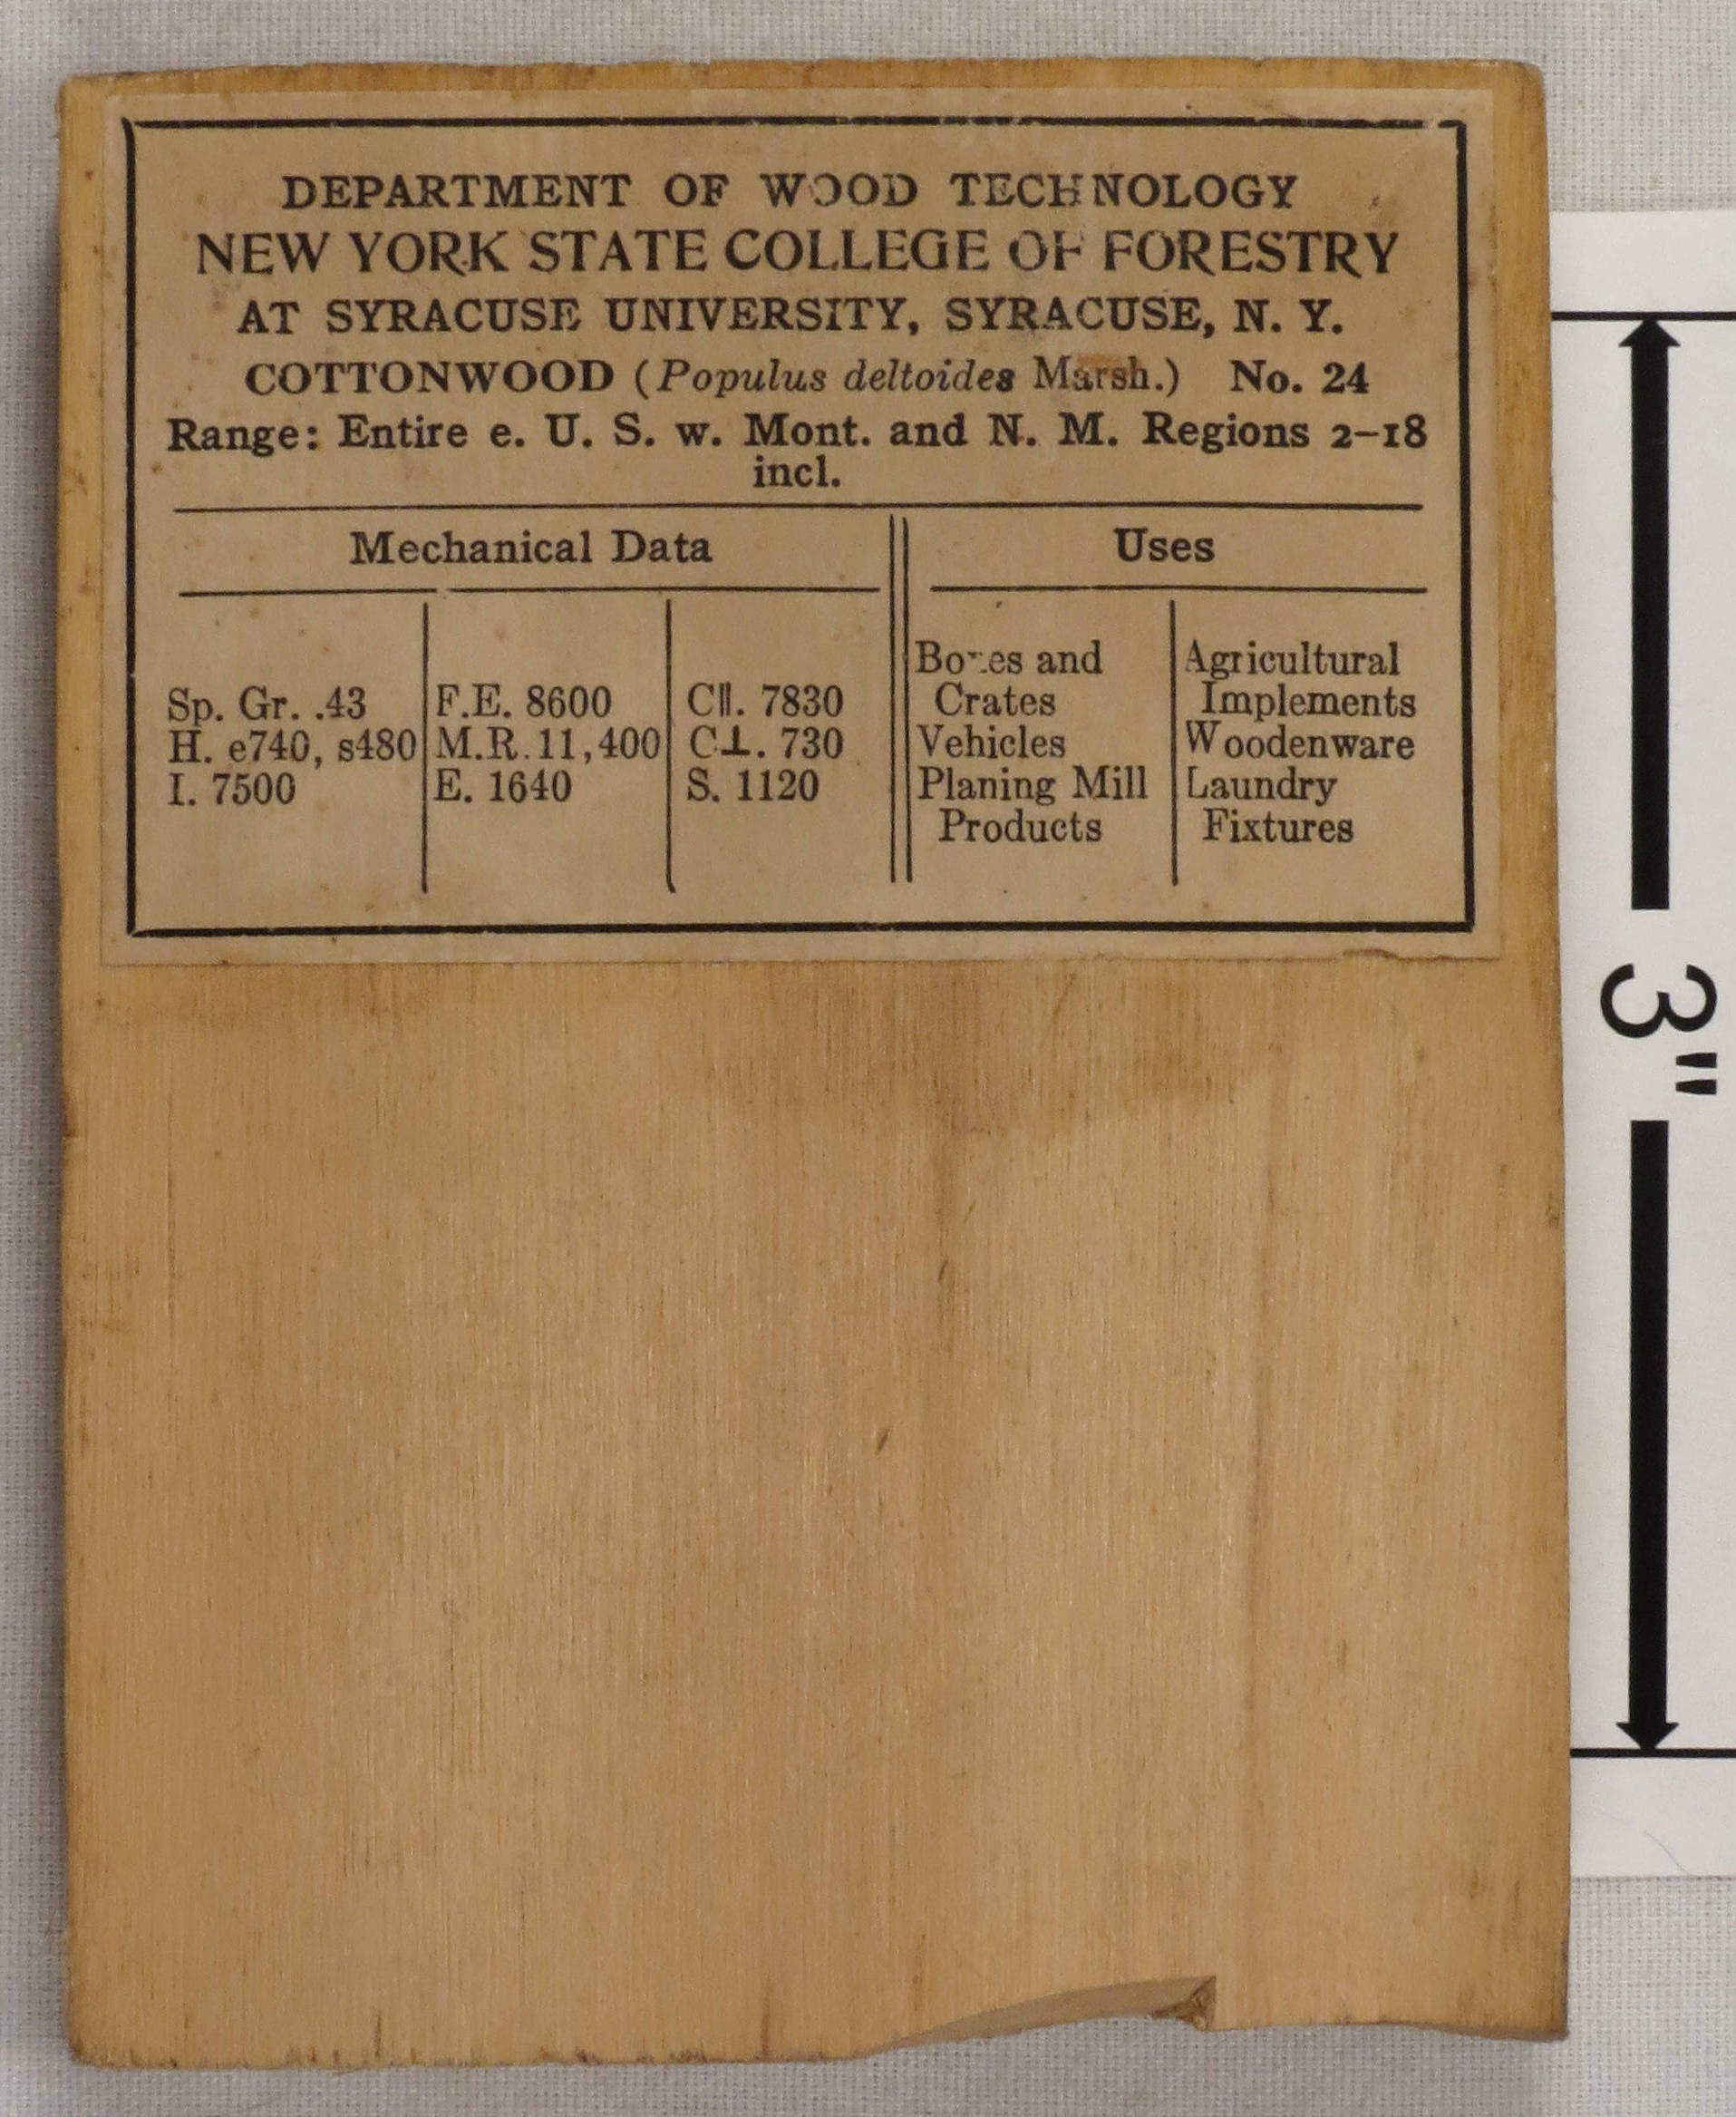 DEPARTMENT OF WOOD TECHNOLOGY
NEW YORK STATE COLLEGE OF FORESTRY
AT SYRACUSE UNIVERSITY, SYRACUSE, N. Y.
COTTONWOOD (Populus deltoides Marsh.) No. 24
Range: Entire e. U. S. w. Mont. and N. M. Regions 2-18
incl.
Mechanical Data
Sp. Gr. .43
H. e740, s480
I. 7500
F.E. 8600
M.R. 11,400
E. 1640
C||. 7830
C⊥. 730
S. 1120
Uses
Boxes and
Crates
Vehicles
Planing Mill
Products
Agricultural
Implements
Woodenware
Laundry
Fixtures
3"